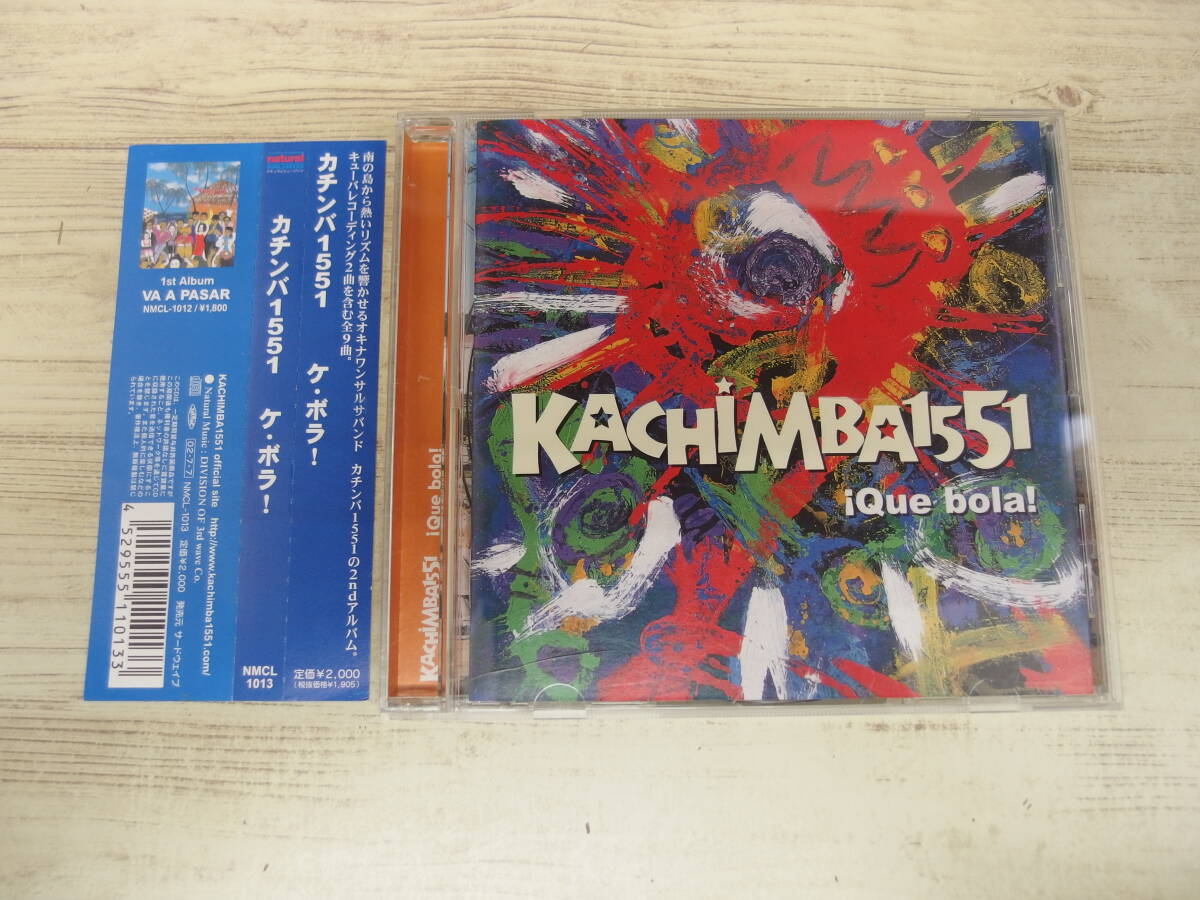 natural
カチンバ1551 ケ・ボラ！
南の島から熱いリズムを響かせるオキナワンサルサバンド カチンバ1551の2ndアルバム。
キューバレコーディング2曲を含む全9曲。
定価￥2,000
(税抜価格￥1,905)
カチンバ1551 ケ・ボラ！
NMCL
1013
1st Album
VA A PASAR
NMCL-1012 / ¥1,800
KACHIMBA1551 official site http://www.kachimba1551.com/
● Natural Music : DIVISION OF 3rd wave Co.
02・7・7 NMCL-1013 定価￥2,000 発売元 サードウェイブ
4 529555 110133
KACHiMBA1551 ¡Que bola!
KACHiMBA1551
¡Que bola!